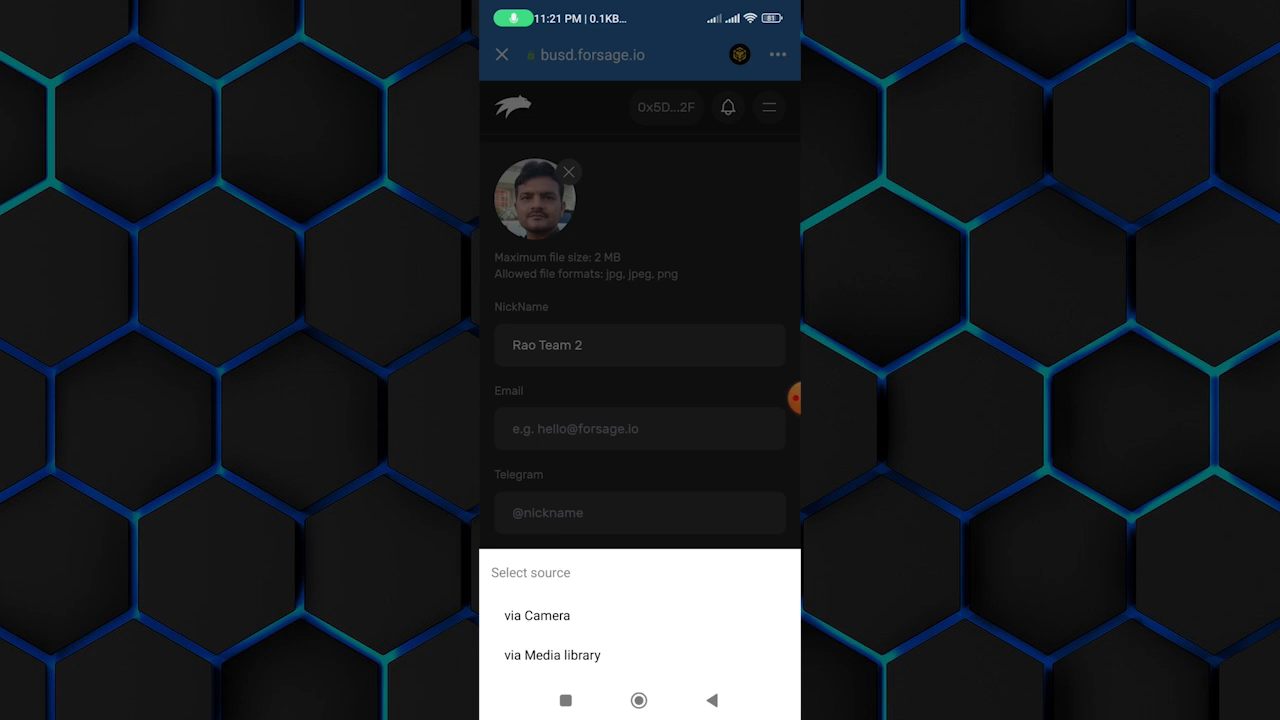 11:21 PM | 0.1KB...
81
busd.forsage.io
0x5D...2F
Maximum file size: 2 MB
Allowed file formats: jpg, jpeg, png
NickName
Rao Team 2
Email
e.g. hello@forsage.io
Telegram
@nickname
Select source
via Camera
via Media library